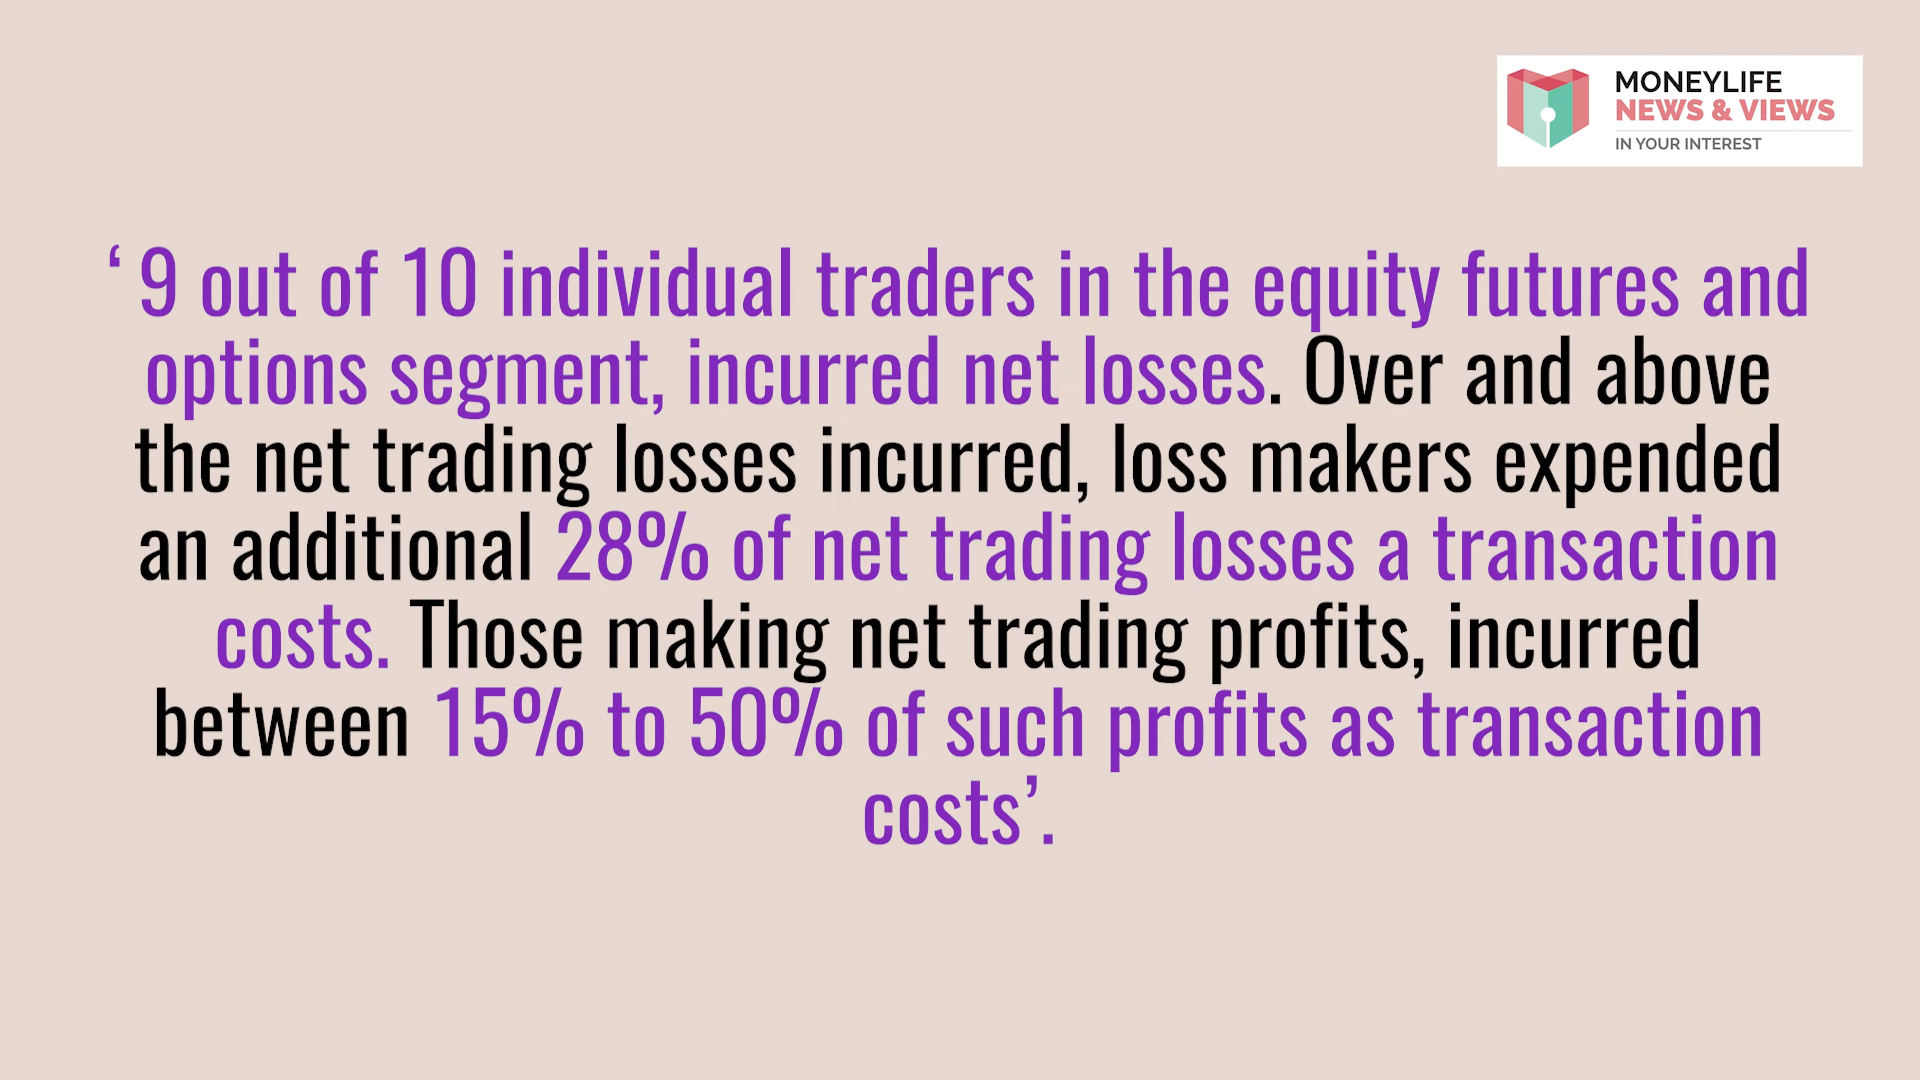 MONEYLIFE
NEWS & VIEWS
IN YOUR INTEREST
‘ 9 out of 10 individual traders in the equity futures and
options segment, incurred net losses. Over and above
the net trading losses incurred, loss makers expended
an additional 28% of net trading losses a transaction
costs. Those making net trading profits, incurred
between 15% to 50% of such profits as transaction
costs’.